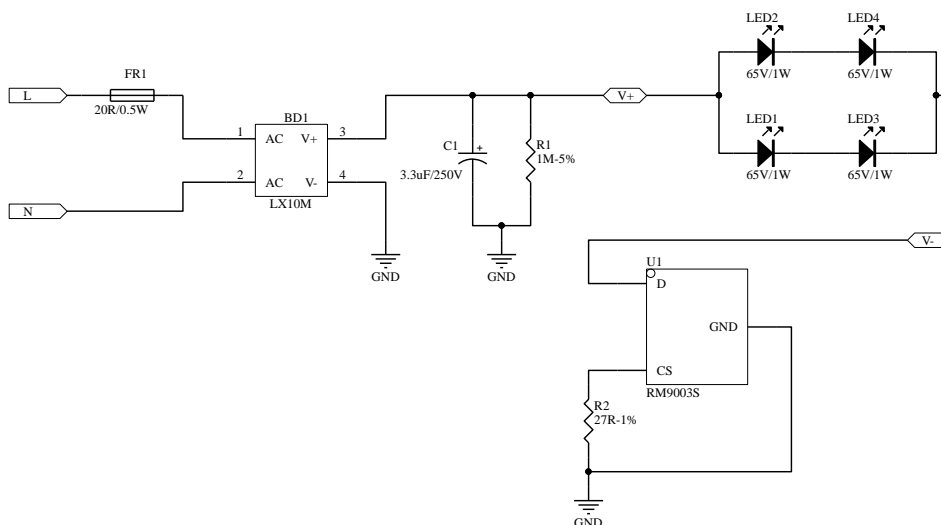 LED2
LED4
65V/1W
65V/1W
FR1
L
20R/0.5W
V+
BD1
1
AC
V+
3
2
AC
V-
4
LX10M
C1
+
3.3uF/250V
R1
1M-5%
LED1
LED3
65V/1W
65V/1W
N
GND
GND
V-
U1
D
GND
CS
RM9003S
R2
27R-1%
GND